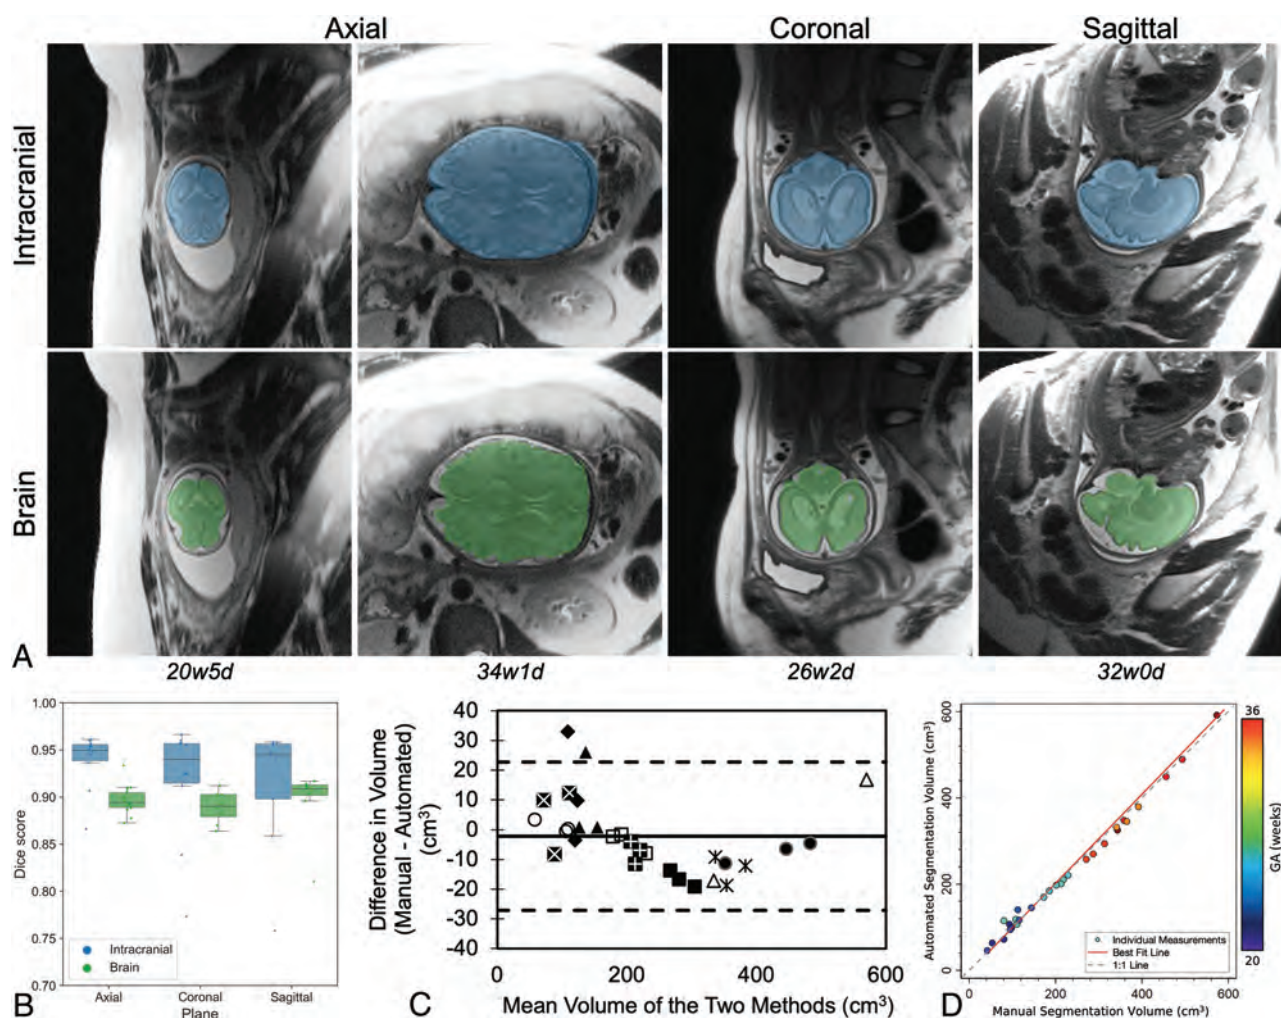 Axial
Coronal
Sagittal
Intracranial
Brain
A
20w5d
34w1d
26w2d
32w0d
1.00
0.95
0.90
0.85
0.80
0.75
0.70
Dice score
Intracranial
Brain
Axial
Coronal
Sagittal
Plane
B
40
30
20
10
0
-10
-20
-30
-40
Difference in Volume
(Manual - Automated)
(cm³)
0
200
400
600
Mean Volume of the Two Methods (cm³)
C
600
400
200
0
Automated Segmentation Volume (cm³)
Individual Measurements
Best Fit Line
1:1 Line
0
200
400
600
Manual Segmentation Volume (cm³)
36
GA (weeks)
20
D